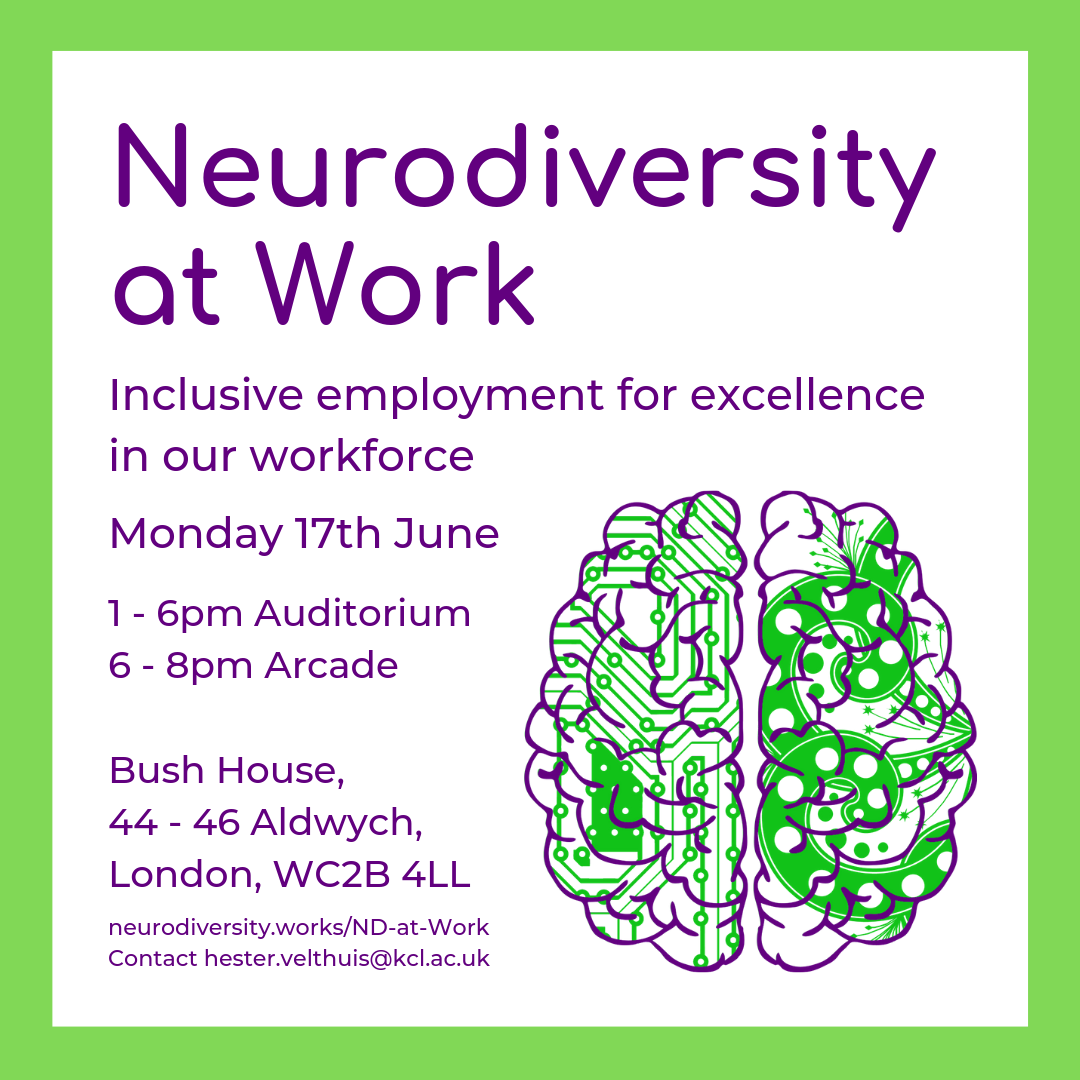 Neurodiversity
at Work
Inclusive employment for excellence
in our workforce
Monday 17th June
1 - 6pm Auditorium
6 - 8pm Arcade
Bush House,
44 - 46 Aldwych,
London, WC2B 4LL
neurodiversity.works/ND-at-Work
Contact hester.velthuis@kcl.ac.uk